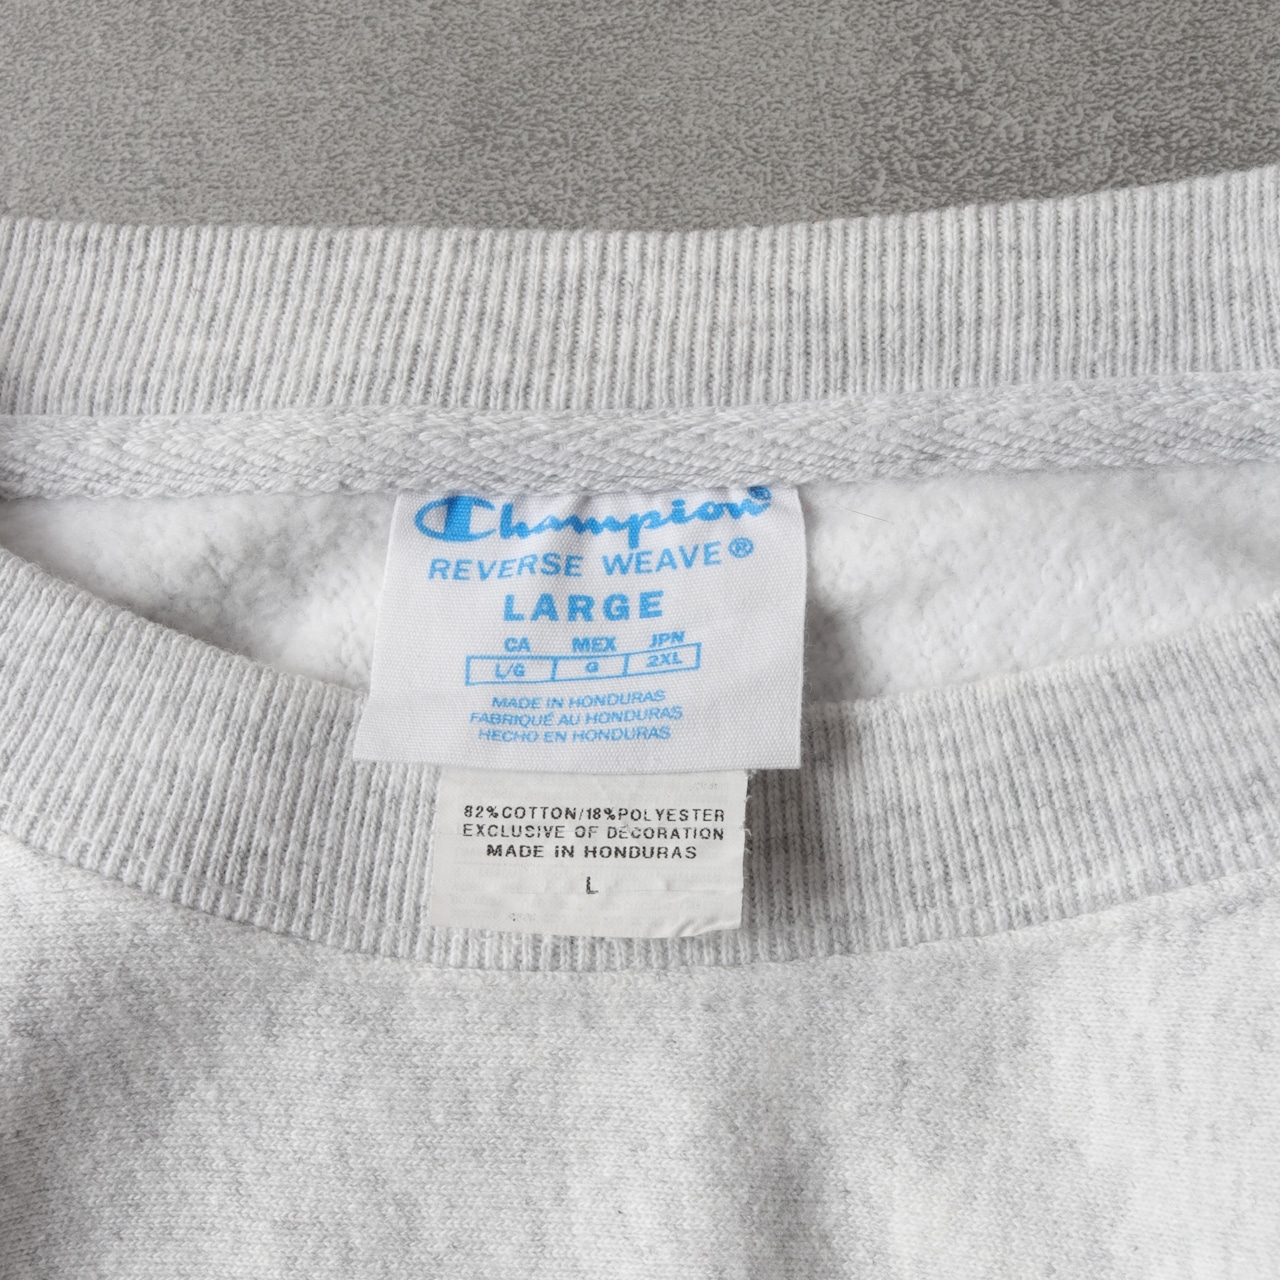 Champion®
REVERSE WEAVE®
LARGE
CA MEX JPN
L/G G 2XL
MADE IN HONDURAS
FABRIQUÉ AU HONDURAS
HECHO EN HONDURAS
82%COTTON/18%POLYESTER
EXCLUSIVE OF DECORATION
MADE IN HONDURAS
L